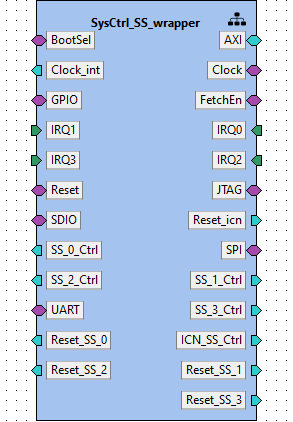 SysCtrl_SS_wrapper
BootSel AXI
Clock_int Clock
GPIO FetchEn
IRQ1 IRQ0
IRQ3 IRQ2
Reset JTAG
SDIO Reset_icn
SS_0_Ctrl SPI
SS_2_Ctrl SS_1_Ctrl
UART SS_3_Ctrl
Reset_SS_0 ICN_SS_Ctrl
Reset_SS_2 Reset_SS_1
Reset_SS_3